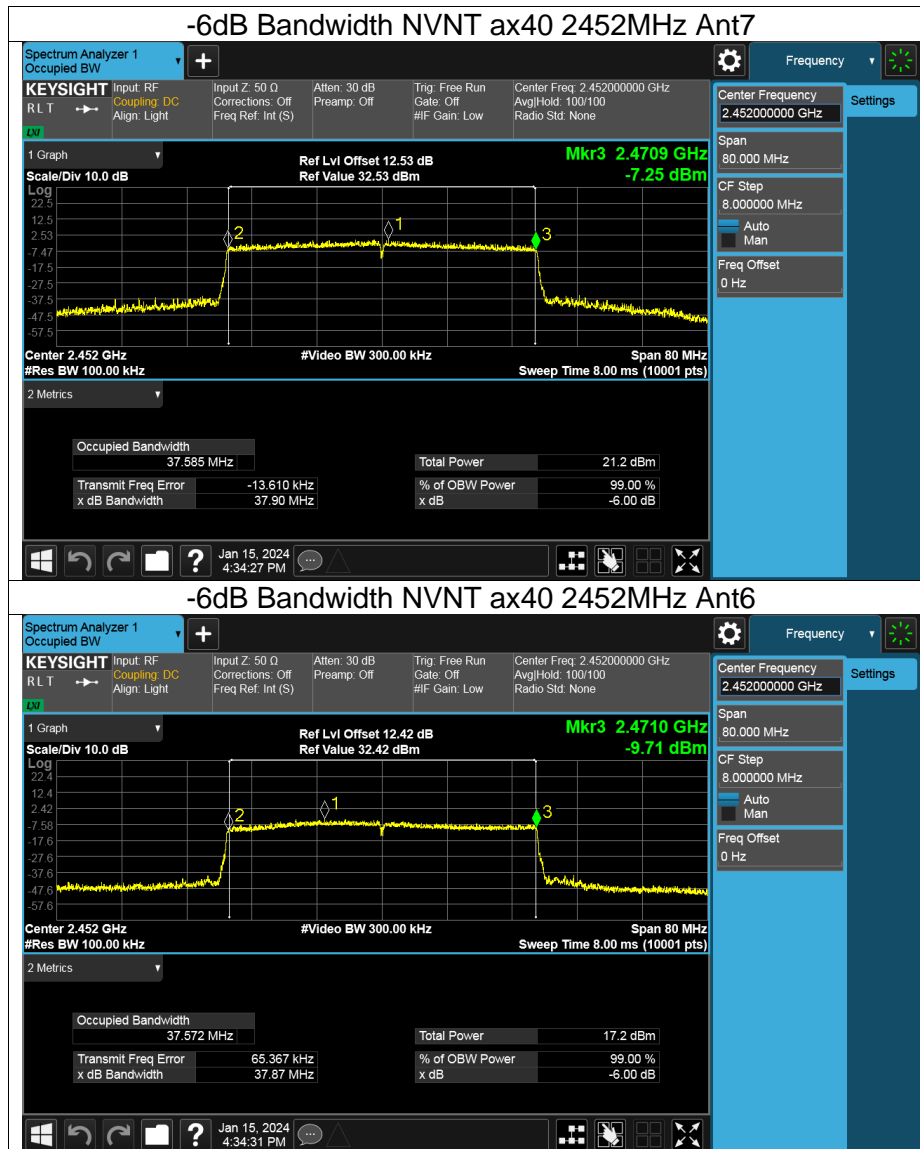 -6dB Bandwidth NVNT ax40 2452MHz Ant7
Spectrum Analyzer 1
Occupied BW
+
Frequency
KEYSIGHT
R L T
LXI
Input: RF
Coupling: DC
Align: Light
Input Z: 50 Ω
Corrections: Off
Freq Ref: Int (S)
Atten: 30 dB
Preamp: Off
Trig: Free Run
Gate: Off
#IF Gain: Low
Center Freq: 2.452000000 GHz
Avg|Hold: 100/100
Radio Std: None
Center Frequency
2.452000000 GHz
Settings
Span
80.000 MHz
CF Step
8.000000 MHz
Auto
Man
Freq Offset
0 Hz
1 Graph
Scale/Div 10.0 dB
Ref Lvl Offset 12.53 dB
Ref Value 32.53 dBm
Mkr3 2.4709 GHz
-7.25 dBm
Log
22.5
12.5
2.53
-7.47
-17.5
-27.5
-37.5
-47.5
-57.5
2
1
3
Center 2.452 GHz
#Res BW 100.00 kHz
#Video BW 300.00 kHz
Span 80 MHz
Sweep Time 8.00 ms (10001 pts)
2 Metrics
Occupied Bandwidth
37.585 MHz
Transmit Freq Error -13.610 kHz
x dB Bandwidth 37.90 MHz
Total Power 21.2 dBm
% of OBW Power 99.00 %
x dB -6.00 dB
?
Jan 15, 2024
4:34:27 PM
-6dB Bandwidth NVNT ax40 2452MHz Ant6
Spectrum Analyzer 1
Occupied BW
+
Frequency
KEYSIGHT
R L T
LXI
Input: RF
Coupling: DC
Align: Light
Input Z: 50 Ω
Corrections: Off
Freq Ref: Int (S)
Atten: 30 dB
Preamp: Off
Trig: Free Run
Gate: Off
#IF Gain: Low
Center Freq: 2.452000000 GHz
Avg|Hold: 100/100
Radio Std: None
Center Frequency
2.452000000 GHz
Settings
Span
80.000 MHz
CF Step
8.000000 MHz
Auto
Man
Freq Offset
0 Hz
1 Graph
Scale/Div 10.0 dB
Ref Lvl Offset 12.42 dB
Ref Value 32.42 dBm
Mkr3 2.4710 GHz
-9.71 dBm
Log
22.4
12.4
2.42
-7.58
-17.6
-27.6
-37.6
-47.6
-57.6
2
1
3
Center 2.452 GHz
#Res BW 100.00 kHz
#Video BW 300.00 kHz
Span 80 MHz
Sweep Time 8.00 ms (10001 pts)
2 Metrics
Occupied Bandwidth
37.572 MHz
Transmit Freq Error 65.367 kHz
x dB Bandwidth 37.87 MHz
Total Power 17.2 dBm
% of OBW Power 99.00 %
x dB -6.00 dB
?
Jan 15, 2024
4:34:31 PM